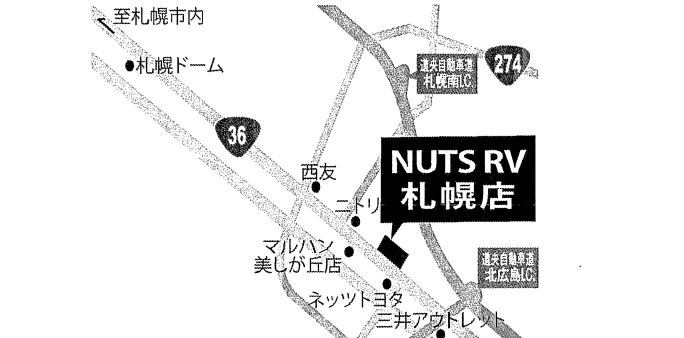 至札幌市内
札幌ドーム
道央自動車道
札幌南I.C.
274
36
NUTS RV
札幌店
西友
ニトリ
マルハン
美しが丘店
道央自動車道
北広島I.C.
ネッツトヨタ
三井アウトレット